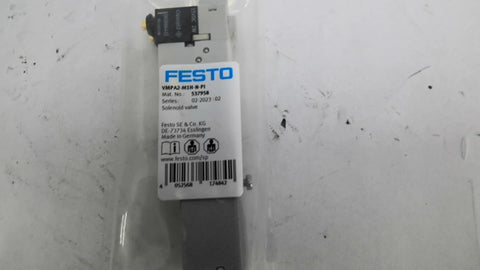 FESTO
VMPA2-M1H-N-PI
Mat. No.: 537958
Series: 02 2023 : 02
Solenoid valve
Festo SE & Co. KG
DE-73734 Esslingen
Made in Germany
www.festo.com/sp
4 052568 174842